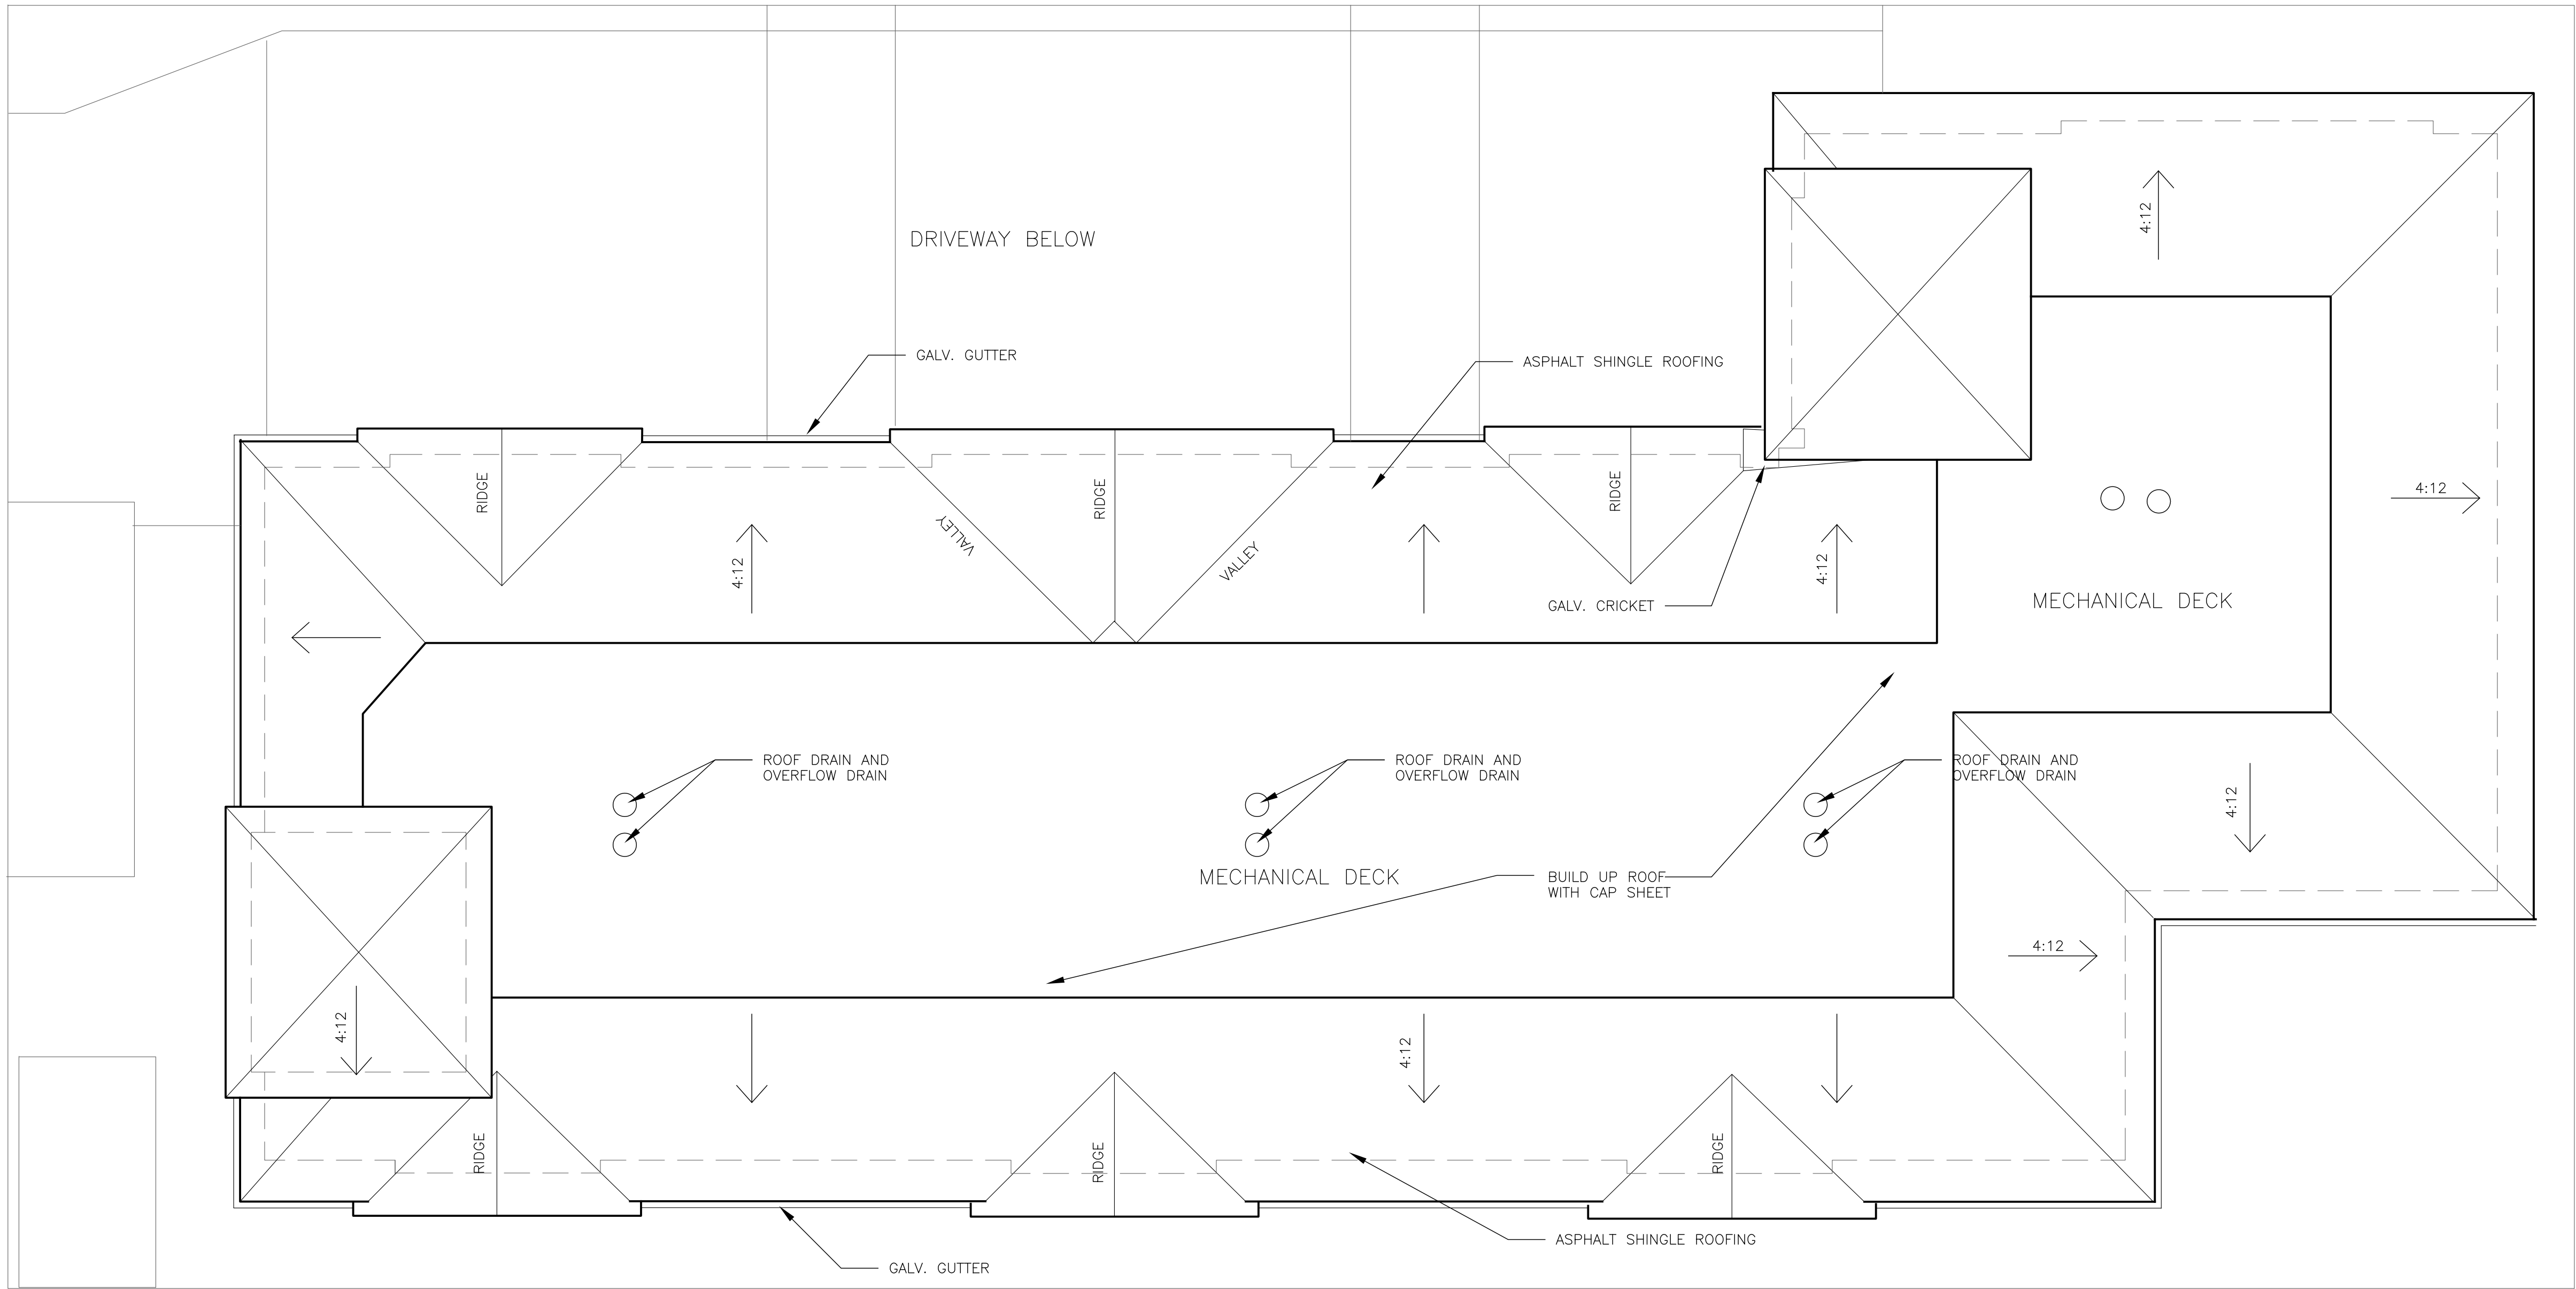 4:12
DRIVEWAY BELOW
GALV. GUTTER
ASPHALT SHINGLE ROOFING
RIDGE
RIDGE
RIDGE
4:12
VALLEY
VALLEY
4:12
4:12
GALV. CRICKET
MECHANICAL DECK
ROOF DRAIN AND
OVERFLOW DRAIN
ROOF DRAIN AND
OVERFLOW DRAIN
ROOF DRAIN AND
OVERFLOW DRAIN
4:12
MECHANICAL DECK
BUILD UP ROOF
WITH CAP SHEET
4:12
4:12
4:12
RIDGE
RIDGE
RIDGE
ASPHALT SHINGLE ROOFING
GALV. GUTTER